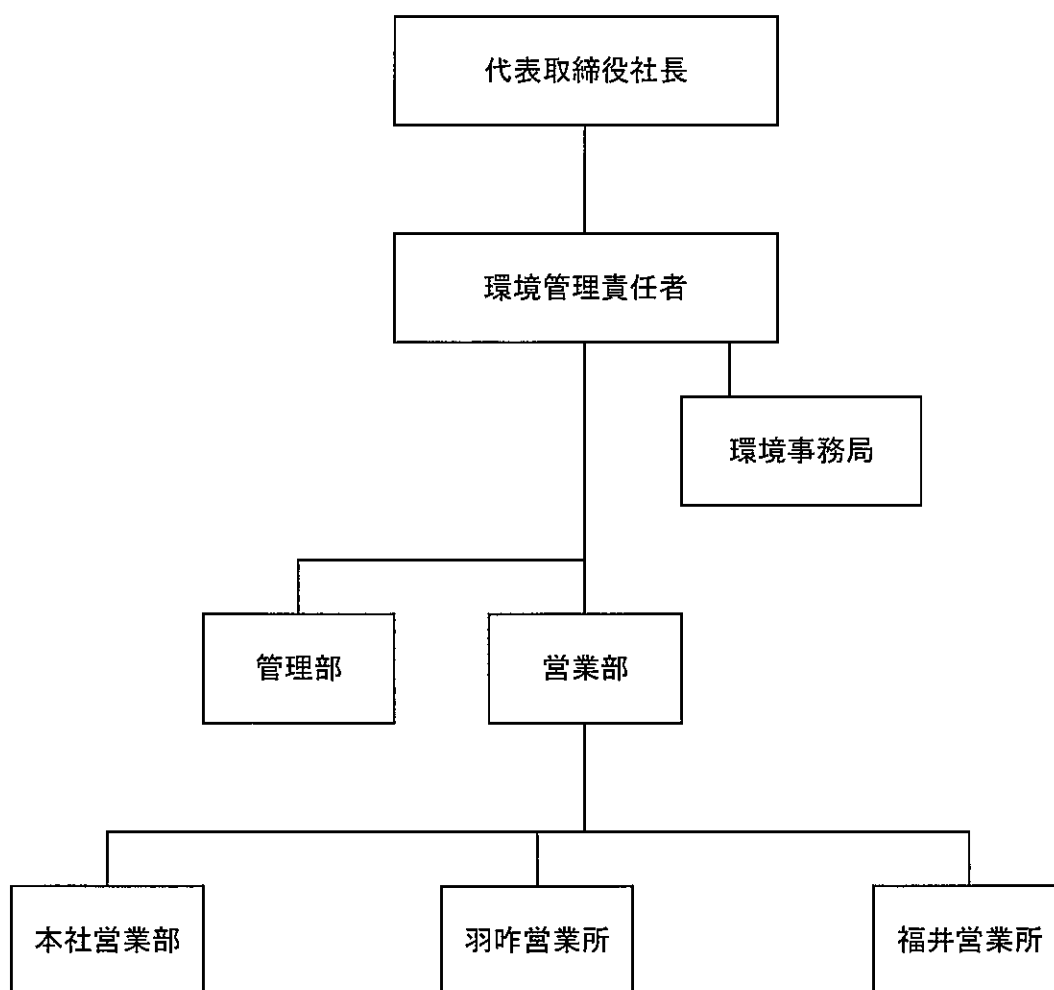 代表取締役社長
環境管理責任者
環境事務局
管理部
営業部
本社営業部
羽咋営業所
福井営業所